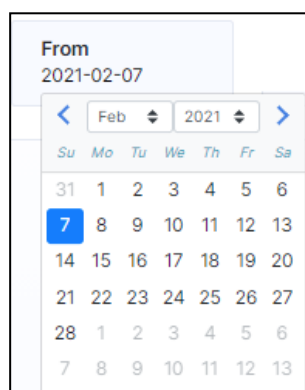 From
2021-02-07
Feb 2021
Su Mo Tu We Th Fr Sa
31 1 2 3 4 5 6
7 8 9 10 11 12 13
14 15 16 17 18 19 20
21 22 23 24 25 26 27
28 1 2 3 4 5 6
7 8 9 10 11 12 13